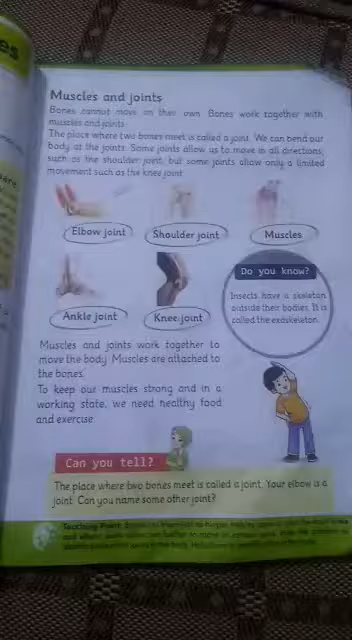 es
Muscles and joints
Bones cannot move on their own. Bones work together with
muscles and joints.
The place where two bones meet is called a joint. We can bend our
body at the joints. Some joints allow us to move in all directions,
such as the shoulder joint, but some joints allow only a limited
movement such as the knee joint.
Elbow joint
Shoulder joint
Muscles
Ankle joint
Knee joint
Do you know?
Insects have a skeleton
outside their bodies. It is
called the exoskeleton.
Muscles and joints work together to
move the body. Muscles are attached to
the bones.
To keep our muscles strong and in a
working state, we need healthy food
and exercise.
Can you tell?
The place where two bones meet is called a joint. Your elbow is a
joint. Can you name some other joint?
Teaching Point: